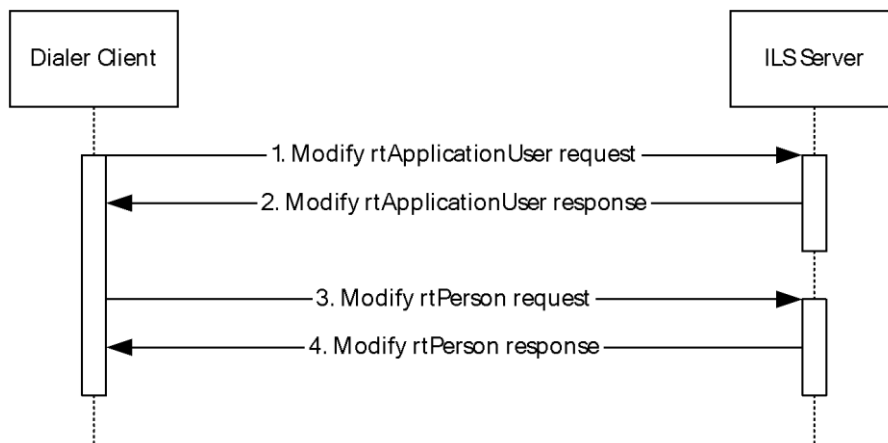 Dialer Client
ILS Server
1. Modify rtApplicationUser request
2. Modify rtApplicationUser response
3. Modify rtPerson request
4. Modify rtPerson response